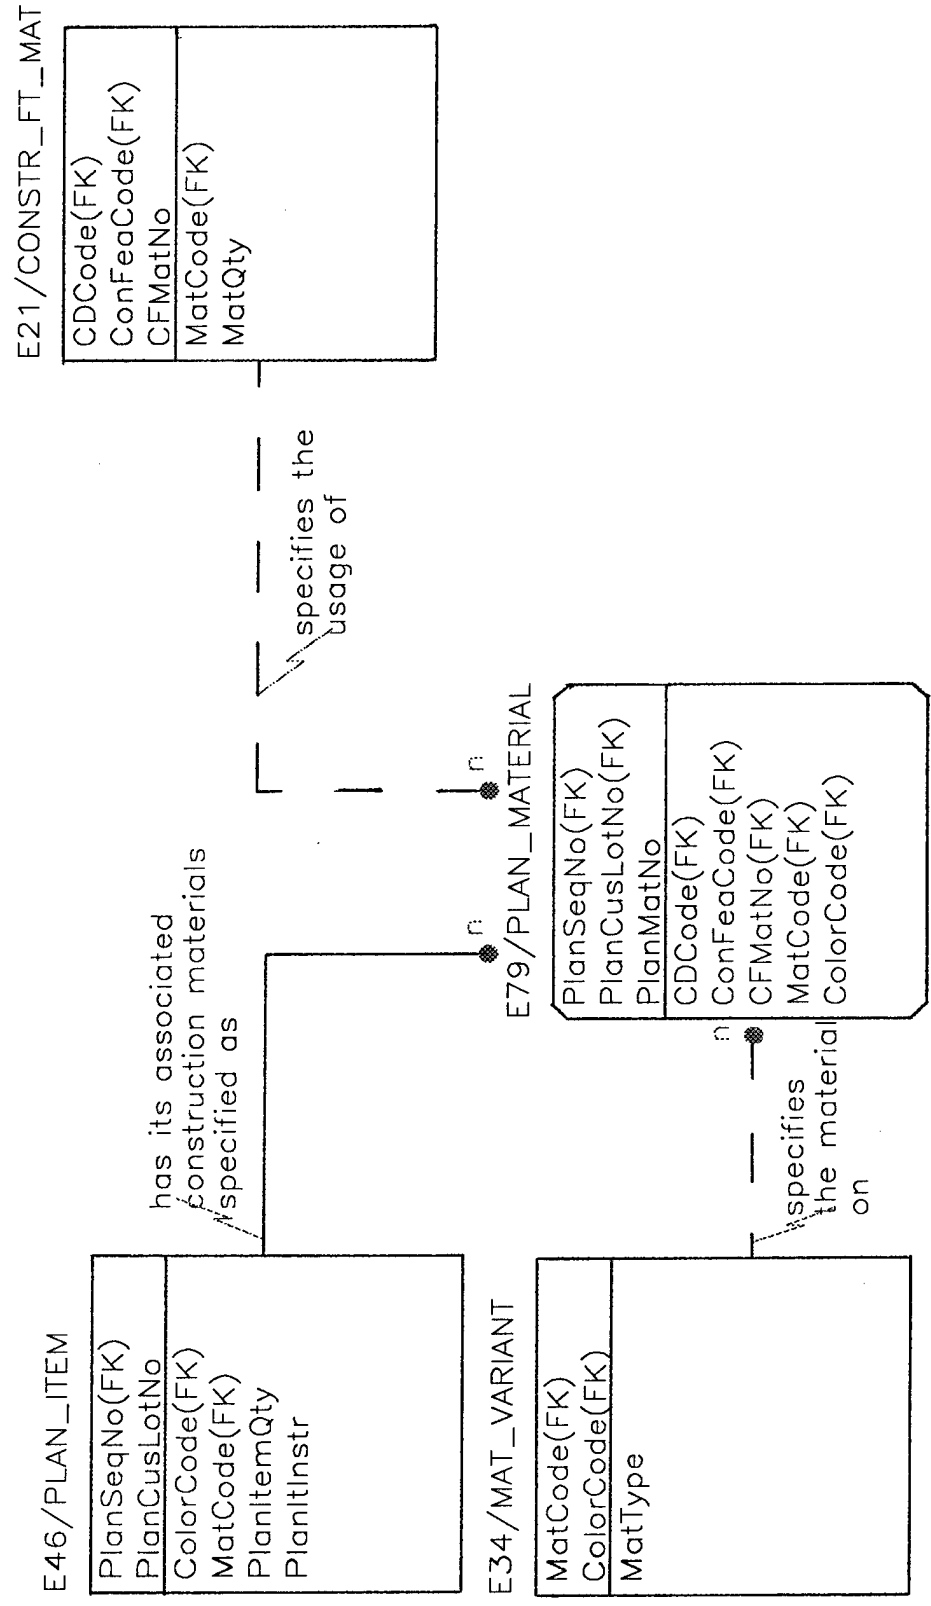 E46/PLAN_ITEM
PlanSeqNo(FK)
PlanCusLotNo
ColorCode(FK)
MatCode(FK)
PlanItemQty
PlanItInstr
has its associated
construction materials
specified as
n
E21/CONSTR_FT_MAT
CDCode(FK)
ConFeaCode(FK)
CFMatNo
MatCode(FK)
MatQty
specifies the
usage of
n
E34/MAT_VARIANT
MatCode(FK)
ColorCode(FK)
MatType
specifies
the material
on
n
E79/PLAN_MATERIAL
PlanSeqNo(FK)
PlanCusLotNo(FK)
PlanMatNo
CDCode(FK)
ConFeaCode(FK)
CFMatNo(FK)
MatCode(FK)
ColorCode(FK)